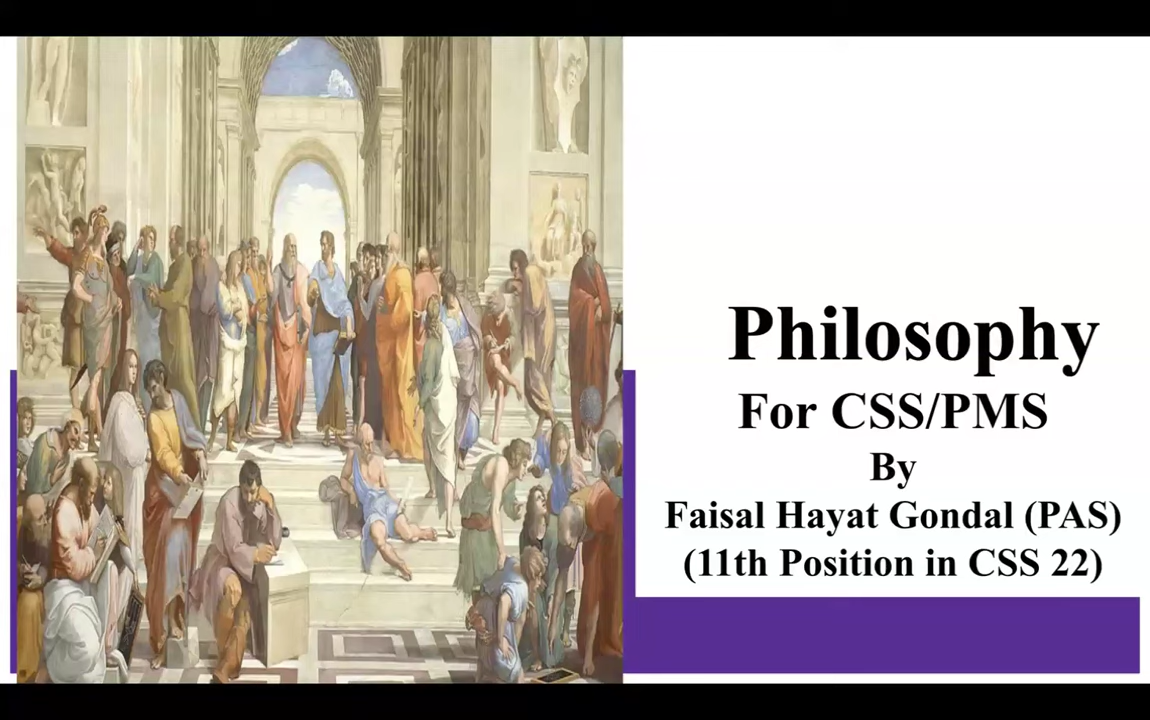 Philosophy
For CSS/PMS
By
Faisal Hayat Gondal (PAS)
(11th Position in CSS 22)